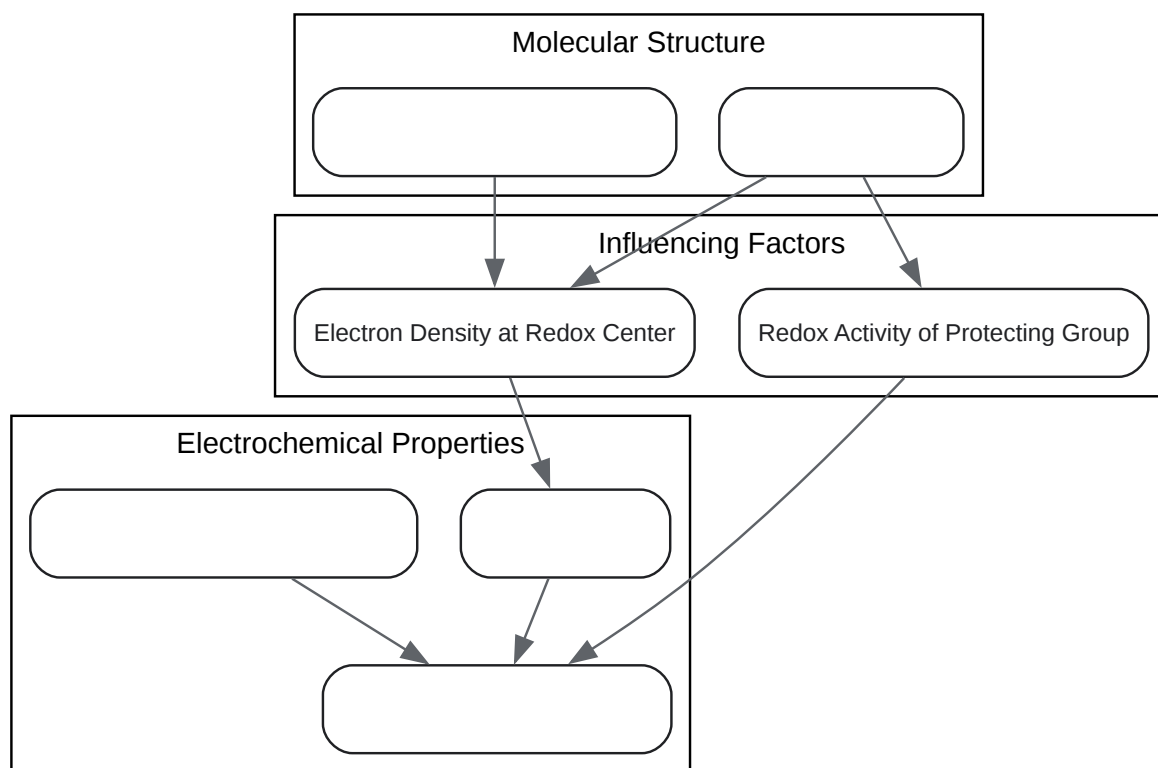 Molecular Structure
Influencing Factors
Electron Density at Redox Center
Redox Activity of Protecting Group
Electrochemical Properties